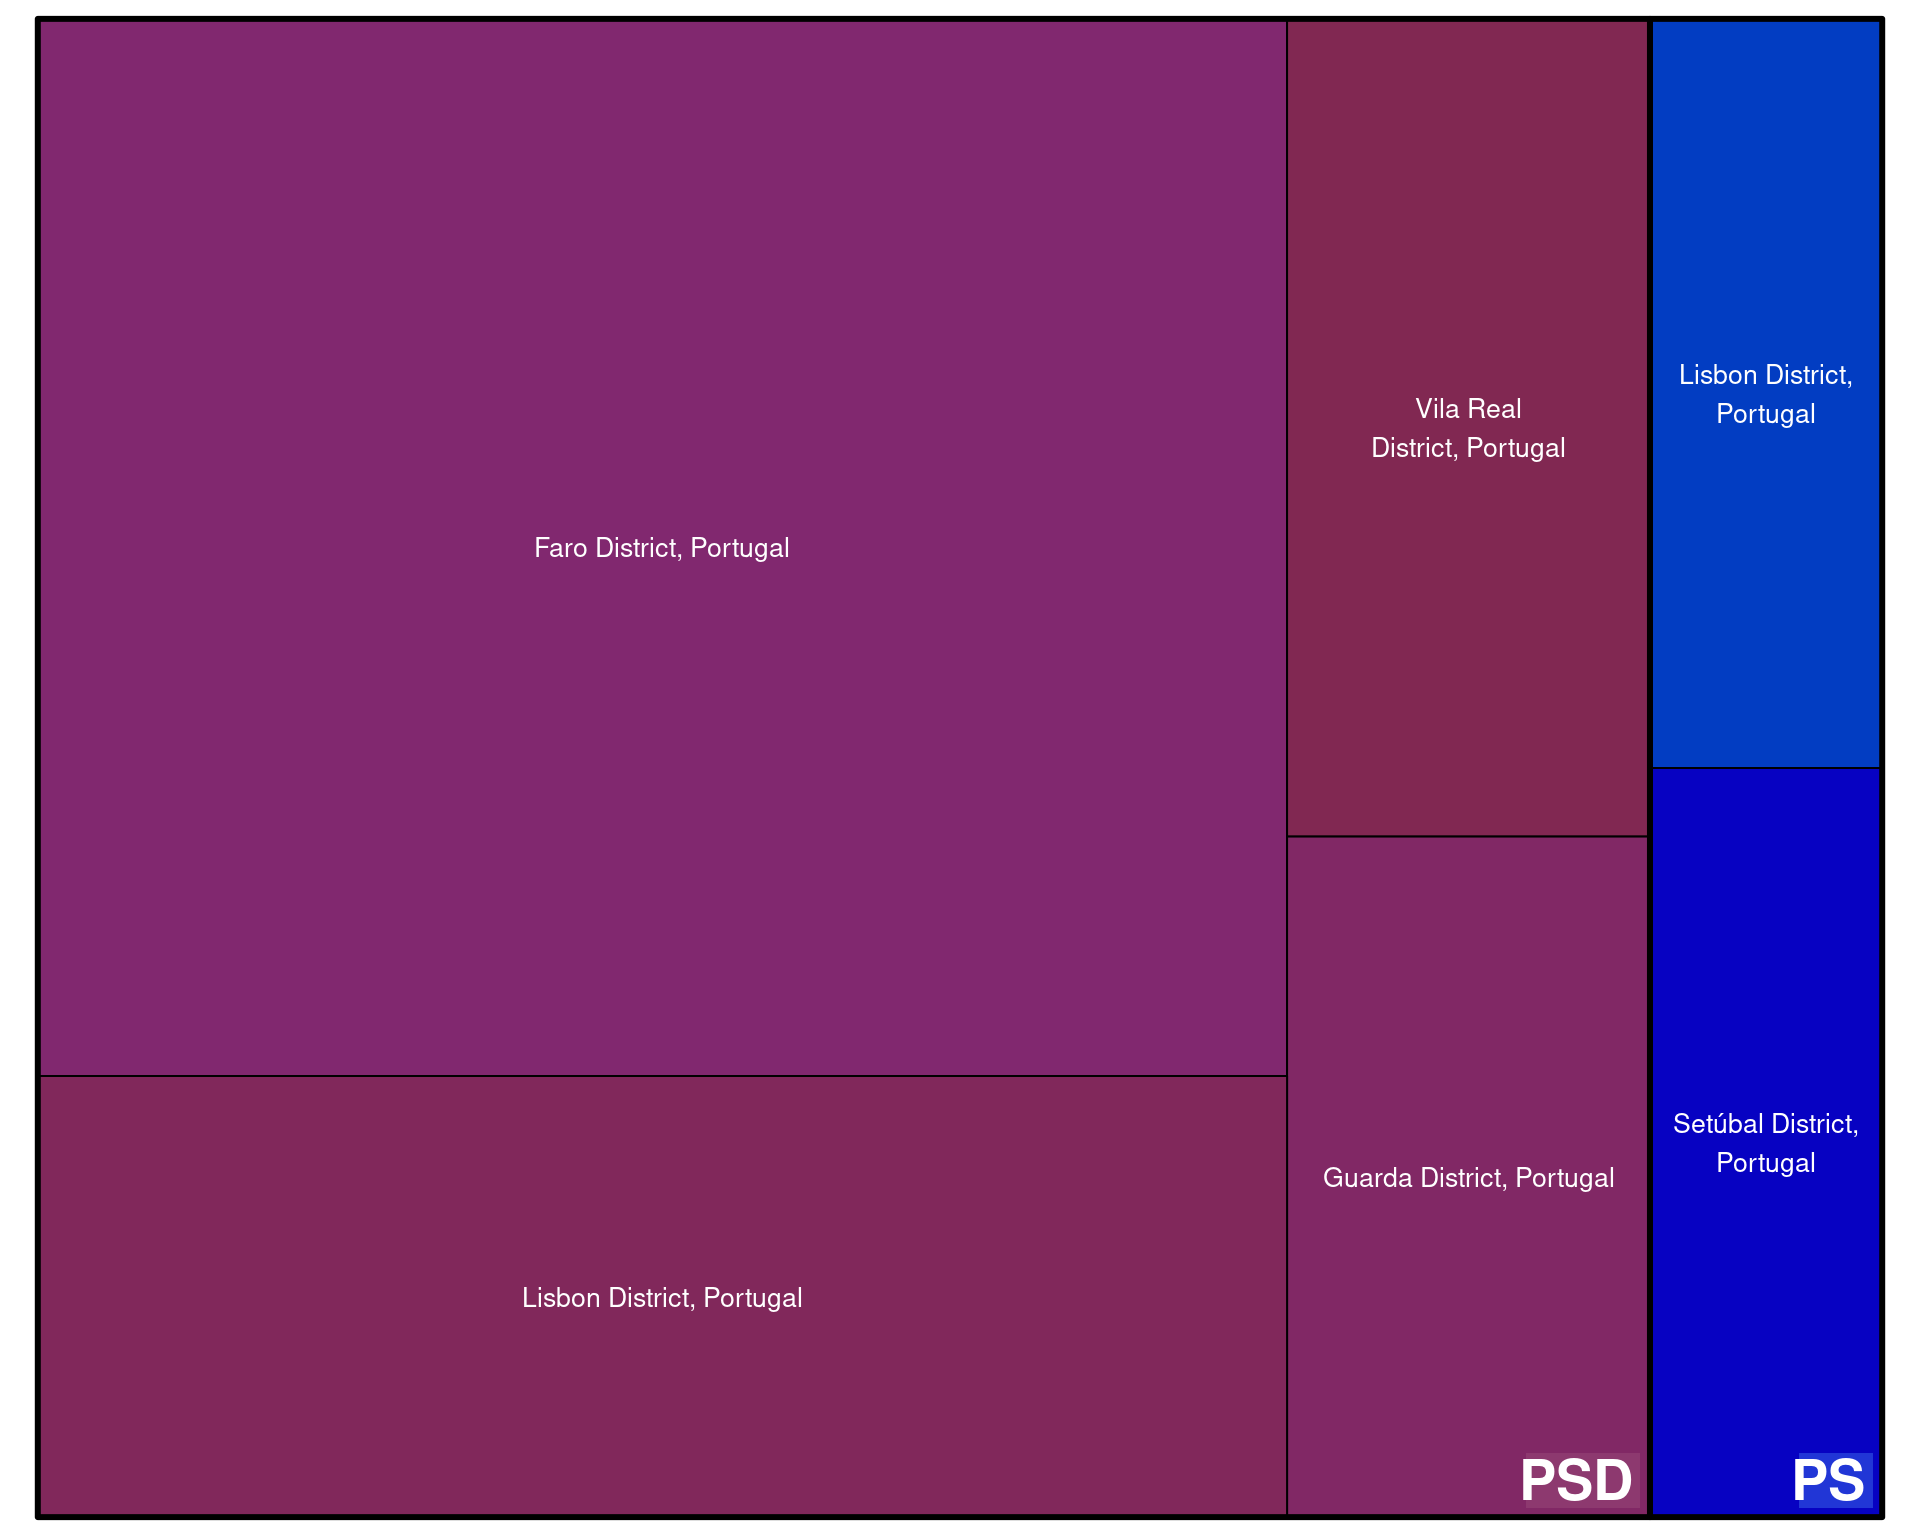 Faro District, Portugal
Lisbon District, Portugal
Vila Real
District, Portugal
Guarda District, Portugal
PSD
Lisbon District,
Portugal
Setúbal District,
Portugal
PS